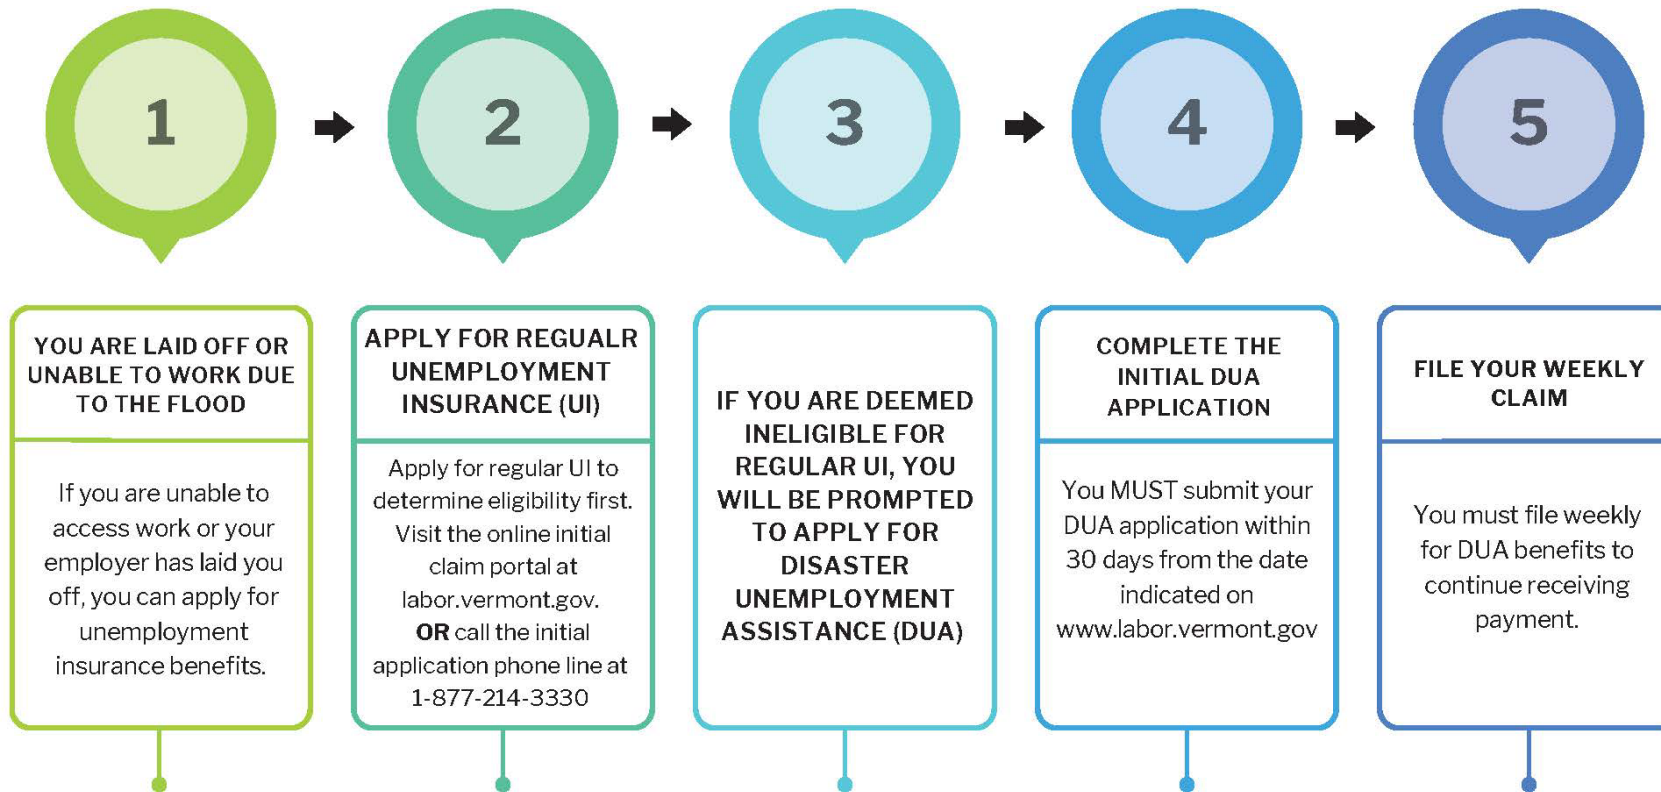 1
2
3
4
5
YOU ARE LAID OFF OR
UNABLE TO WORK DUE
TO THE FLOOD
If you are unable to
access work or your
employer has laid you
off, you can apply for
unemployment
insurance benefits.
APPLY FOR REGUALR
UNEMPLOYMENT
INSURANCE (UI)
Apply for regular UI to
determine eligibility first.
Visit the online initial
claim portal at
labor.vermont.gov.
OR call the initial
application phone line at
1-877-214-3330
IF YOU ARE DEEMED
INELIGIBLE FOR
REGULAR UI, YOU
WILL BE PROMPTED
TO APPLY FOR
DISASTER
UNEMPLOYMENT
ASSISTANCE (DUA)
COMPLETE THE
INITIAL DUA
APPLICATION
You MUST submit your
DUA application within
30 days from the date
indicated on
www.labor.vermont.gov
FILE YOUR WEEKLY
CLAIM
You must file weekly
for DUA benefits to
continue receiving
payment.